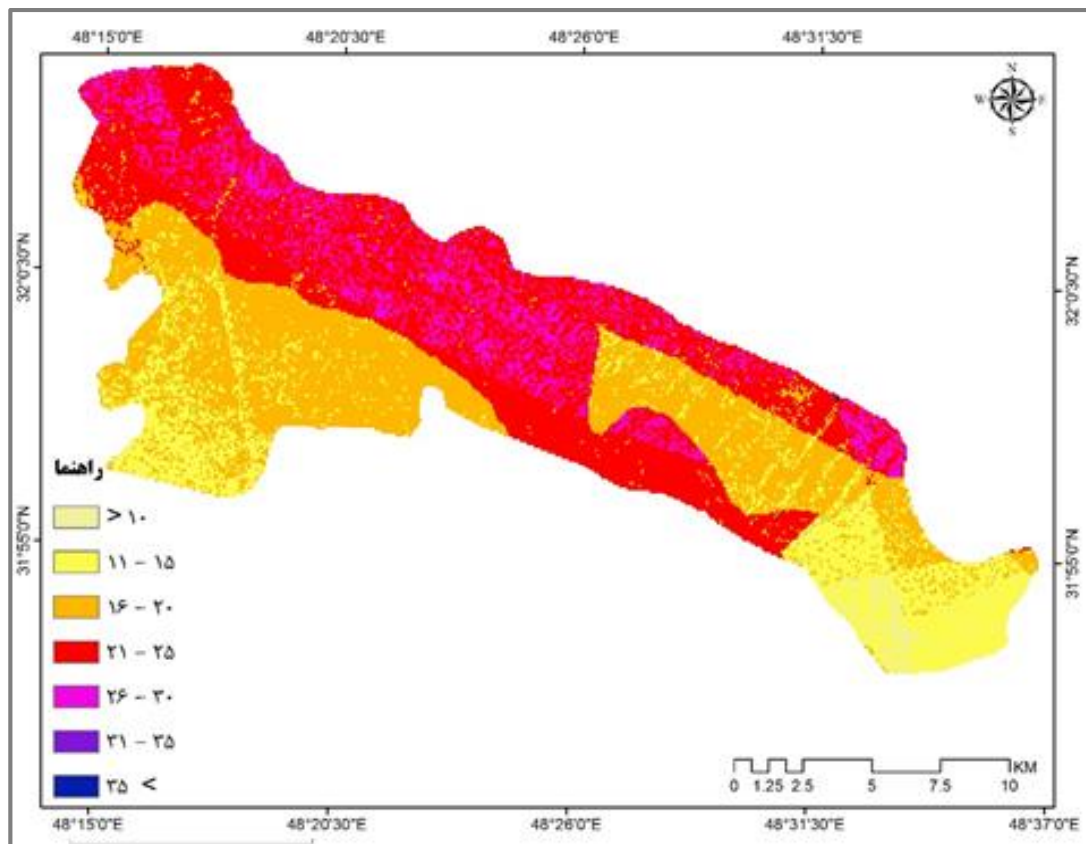 48°15'0"E 48°20'30"E 48°26'0"E 48°31'30"E
N
W E
S
32°0'30"N
32°0'30"N
راهنما
< ۱۰
۱۱ – ۱۵
۱۶ – ۲۰
۲۱ – ۲۵
۲۶ – ۳۰
۳۱ – ۳۵
۳۵ >
31°55'0"N
31°55'0"N
KM
0 1.25 2.5 5 7.5 10
48°15'0"E 48°20'30"E 48°26'0"E 48°31'30"E 48°37'0"E